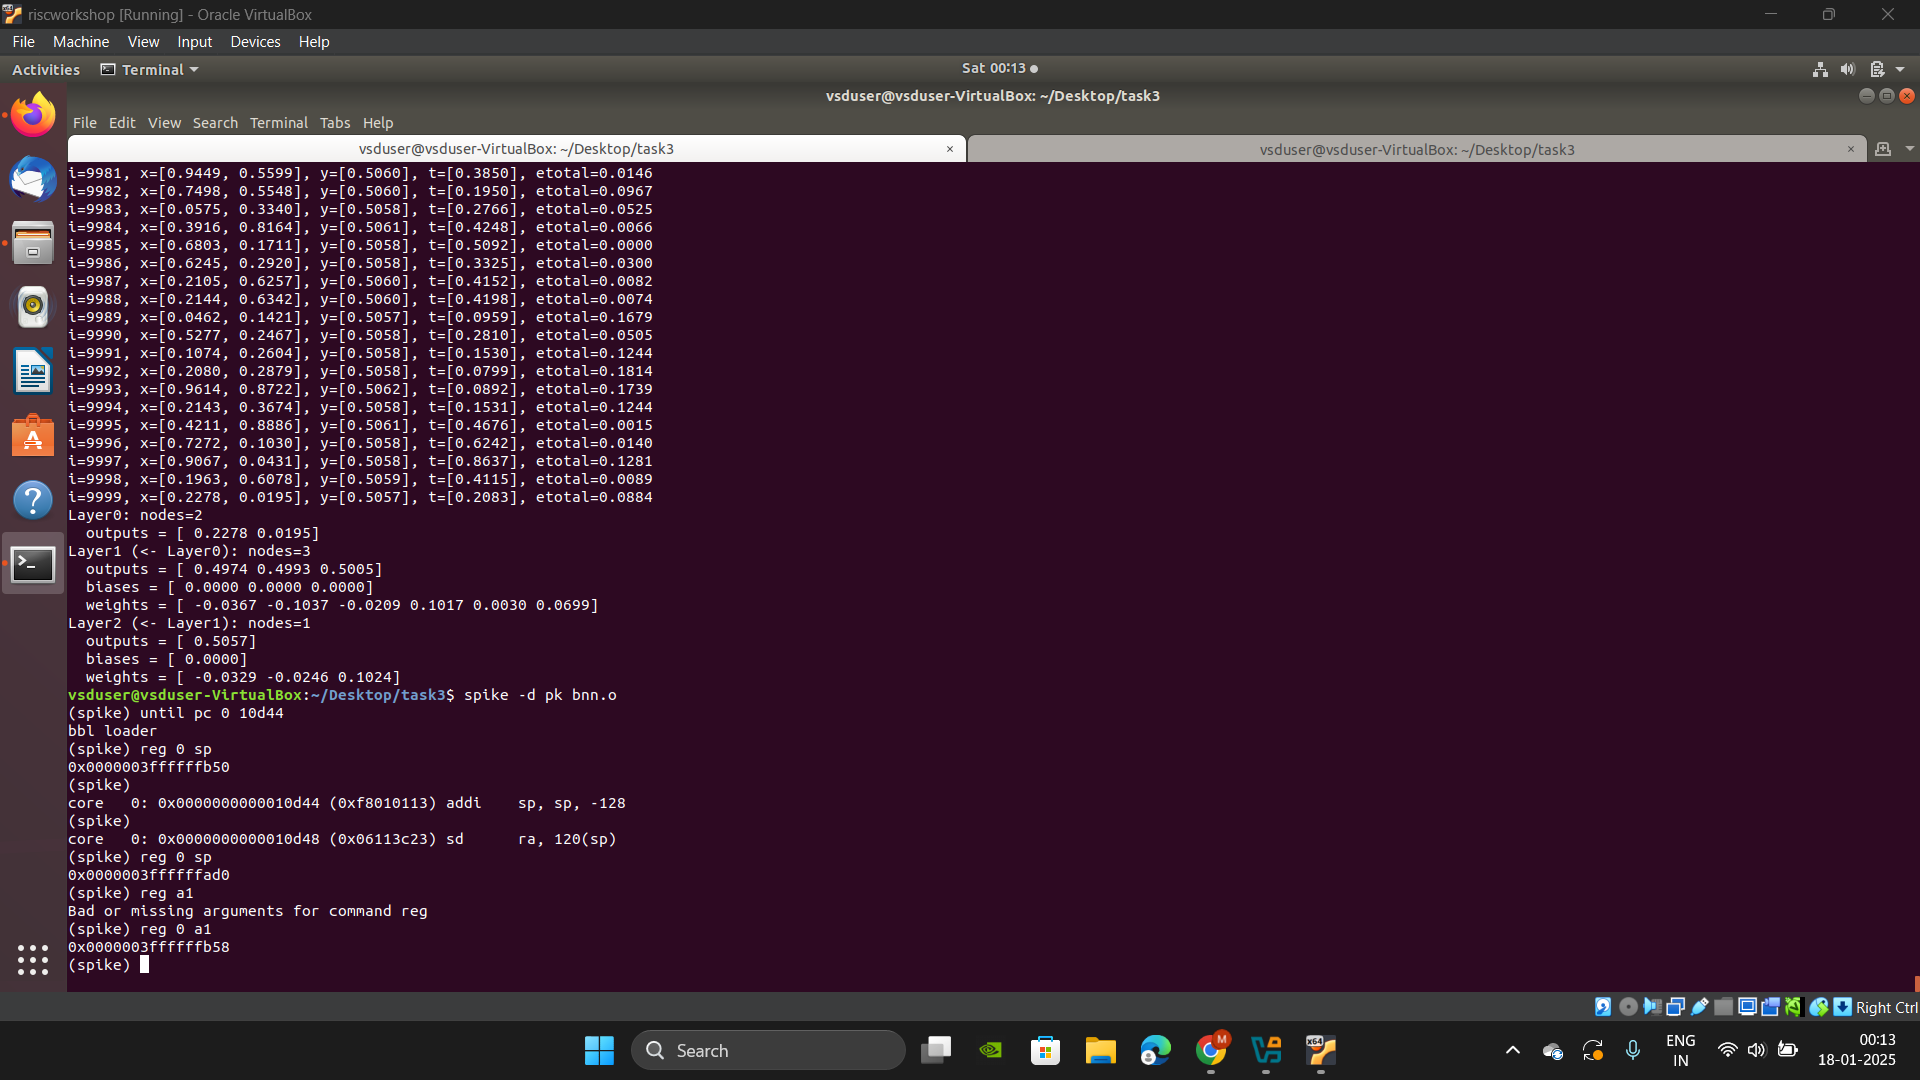 riscworkshop [Running] - Oracle VirtualBox
File Machine View Input Devices Help
Activities Terminal Sat 00:13
vsduser@vsduser-VirtualBox: ~/Desktop/task3
File Edit View Search Terminal Tabs Help
vsduser@vsduser-VirtualBox: ~/Desktop/task3 × vsduser@vsduser-VirtualBox: ~/Desktop/task3 ×
i=9981, x=[0.9449, 0.5599], y=[0.5060], t=[0.3850], etotal=0.0146
i=9982, x=[0.7498, 0.5548], y=[0.5060], t=[0.1950], etotal=0.0967
i=9983, x=[0.0575, 0.3340], y=[0.5058], t=[0.2766], etotal=0.0525
i=9984, x=[0.3916, 0.8164], y=[0.5061], t=[0.4248], etotal=0.0066
i=9985, x=[0.6803, 0.1711], y=[0.5058], t=[0.5092], etotal=0.0000
i=9986, x=[0.6245, 0.2920], y=[0.5058], t=[0.3325], etotal=0.0300
i=9987, x=[0.2105, 0.6257], y=[0.5060], t=[0.4152], etotal=0.0082
i=9988, x=[0.2144, 0.6342], y=[0.5060], t=[0.4198], etotal=0.0074
i=9989, x=[0.0462, 0.1421], y=[0.5057], t=[0.0959], etotal=0.1679
i=9990, x=[0.5277, 0.2467], y=[0.5058], t=[0.2810], etotal=0.0505
i=9991, x=[0.1074, 0.2604], y=[0.5058], t=[0.1530], etotal=0.1244
i=9992, x=[0.2080, 0.2879], y=[0.5058], t=[0.0799], etotal=0.1814
i=9993, x=[0.9614, 0.8722], y=[0.5062], t=[0.0892], etotal=0.1739
i=9994, x=[0.2143, 0.3674], y=[0.5058], t=[0.1531], etotal=0.1244
i=9995, x=[0.4211, 0.8886], y=[0.5061], t=[0.4676], etotal=0.0015
i=9996, x=[0.7272, 0.1030], y=[0.5058], t=[0.6242], etotal=0.0140
i=9997, x=[0.9067, 0.0431], y=[0.5058], t=[0.8637], etotal=0.1281
i=9998, x=[0.1963, 0.6078], y=[0.5059], t=[0.4115], etotal=0.0089
i=9999, x=[0.2278, 0.0195], y=[0.5057], t=[0.2083], etotal=0.0884
Layer0: nodes=2
outputs = [ 0.2278 0.0195]
Layer1 (<- Layer0): nodes=3
outputs = [ 0.4974 0.4993 0.5005]
biases = [ 0.0000 0.0000 0.0000]
weights = [ -0.0367 -0.1037 -0.0209 0.1017 0.0030 0.0699]
Layer2 (<- Layer1): nodes=1
outputs = [ 0.5057]
biases = [ 0.0000]
weights = [ -0.0329 -0.0246 0.1024]
vsduser@vsduser-VirtualBox:~/Desktop/task3$ spike -d pk bnn.o
(spike) until pc 0 10d44
bbl loader
(spike) reg 0 sp
0x0000003ffffffb50
(spike)
core 0: 0x0000000000010d44 (0xf8010113) addi sp, sp, -128
(spike)
core 0: 0x0000000000010d48 (0x06113c23) sd ra, 120(sp)
(spike) reg 0 sp
0x0000003ffffffad0
(spike) reg a1
Bad or missing arguments for command reg
(spike) reg 0 a1
0x0000003ffffffb58
(spike)
Right Ctrl
Search
M
x64
ENG
IN
00:13
18-01-2025